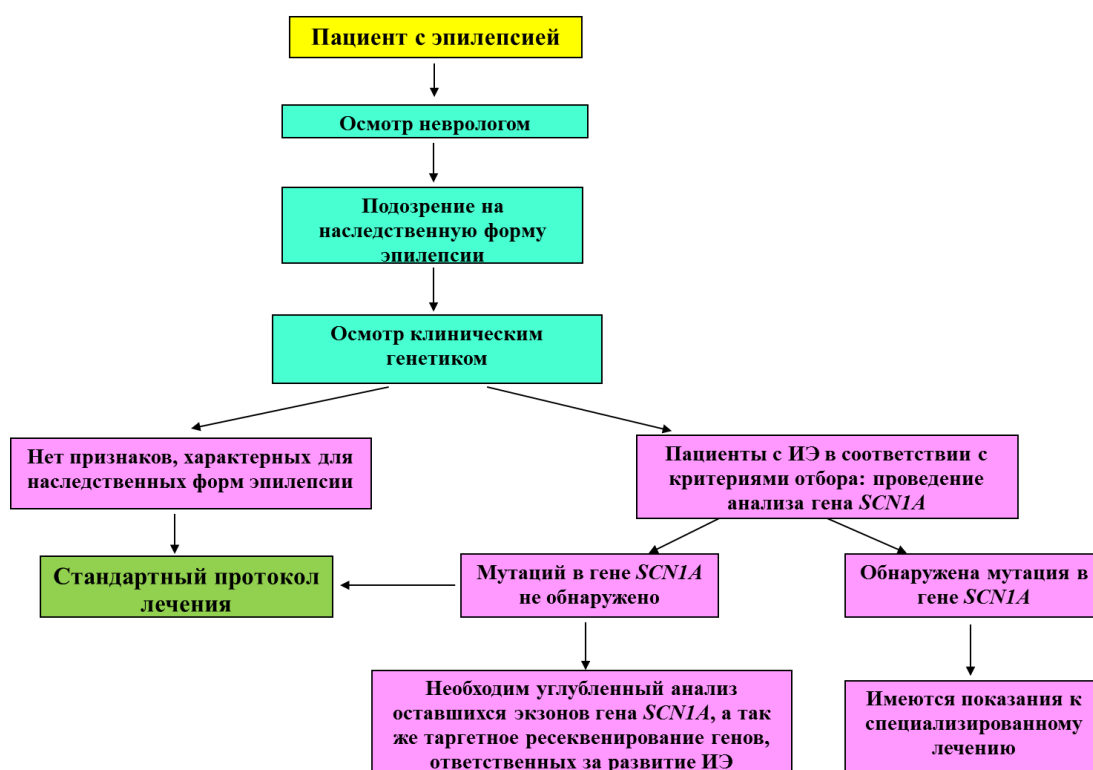 Пациент с эпилепсией
Осмотр неврологом
Подозрение на
наследственную форму
эпилепсии
Осмотр клиническим
генетиком
Нет признаков, характерных для
наследственных форм эпилепсии
Пациенты с ИЭ в соответствии с
критериями отбора: проведение
анализа гена SCN1A
Стандартный протокол
лечения
Мутаций в гене SCN1A
не обнаружено
Обнаружена мутация в
гене SCN1A
Необходим углубленный анализ
оставшихся экзонов гена SCN1A, а так
же таргетное ресеквенирование генов,
ответственных за развитие ИЭ
Имеются показания к
специализированному
лечению